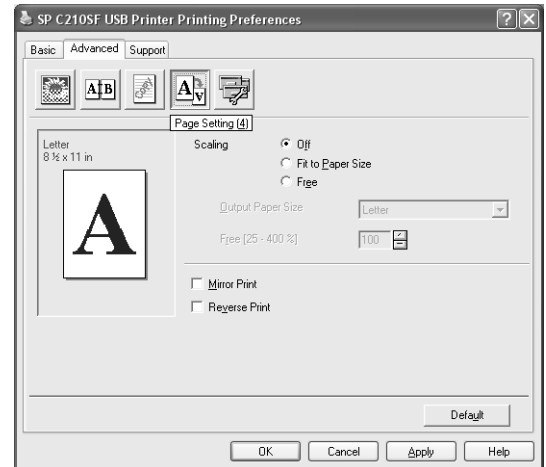 SP C210SF USB Printer Printing Preferences
Basic Advanced Support
A B
A
Page Setting (4)
Letter
8 ½ x 11 in
A
Scaling
Off
Fit to Paper Size
Free
Output Paper Size Letter
Free [25 - 400 %] 100
Mirror Print
Reverse Print
Default
OK Cancel Apply Help